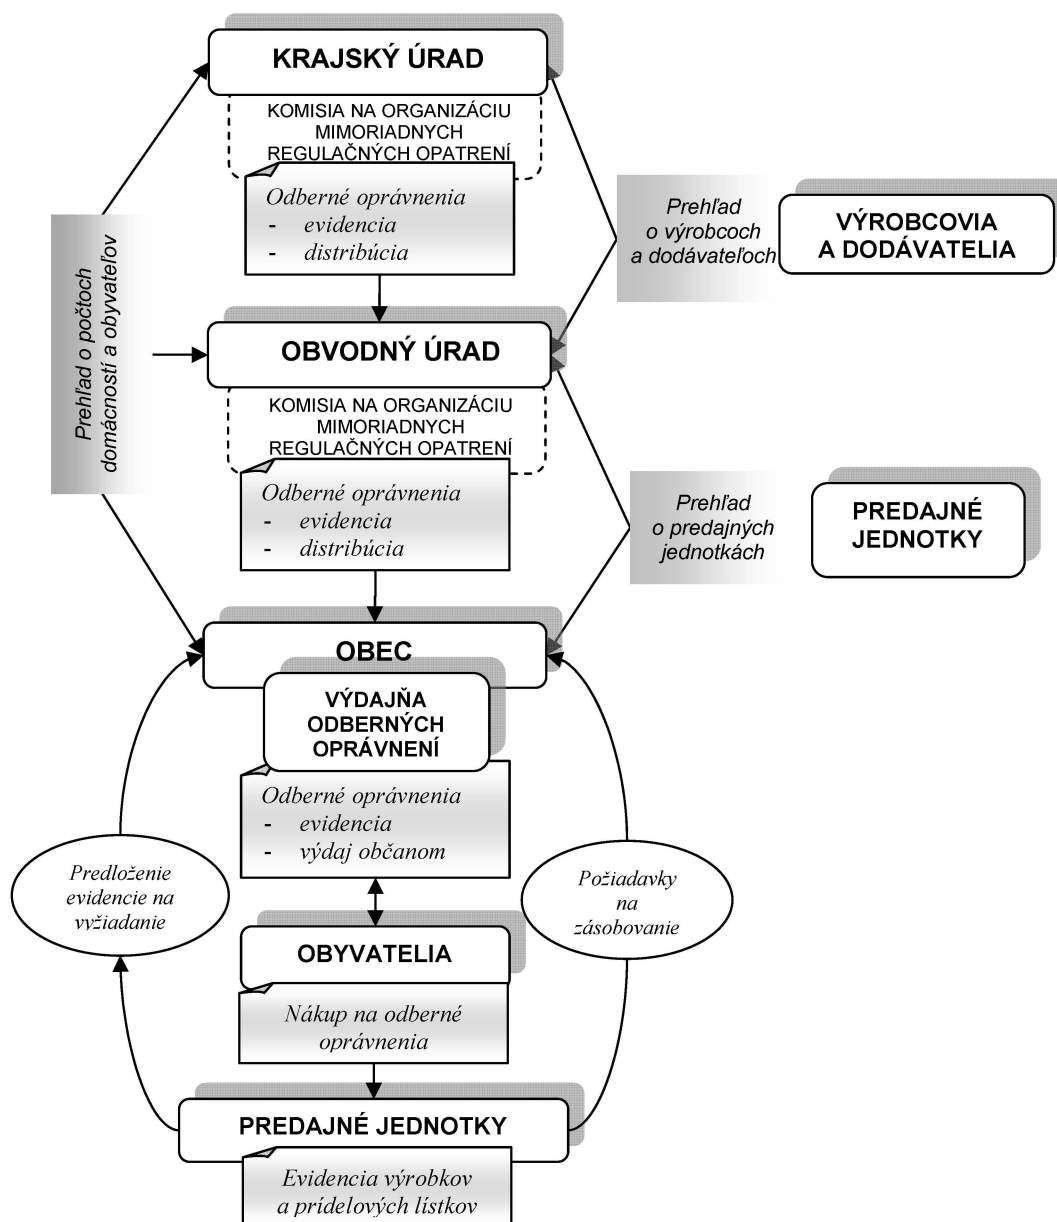 KRAJSKÝ ÚRAD
KOMISIA NA ORGANIZÁCIU
MIMORIADNYCH
REGULAČNÝCH OPATRENÍ
Odberné oprávnenia
- evidencia
- distribúcia
Prehľad o počtoch
domácností a obyvateľov
Prehľad
o výrobcoch
a dodávateľoch
VÝROBCOVIA
A DODÁVATELIA
OBVODNÝ ÚRAD
KOMISIA NA ORGANIZÁCIU
MIMORIADNYCH
REGULAČNÝCH OPATRENÍ
Odberné oprávnenia
- evidencia
- distribúcia
Prehľad
o predajných
jednotkách
PREDAJNÉ
JEDNOTKY
OBEC
VÝDAJŇA
ODBERNÝCH
OPRÁVNENÍ
Odberné oprávnenia
- evidencia
- výdaj občanom
Predloženie
evidencie na
vyžiadanie
Požiadavky
na
zásobovanie
OBYVATELIA
Nákup na odberné
oprávnenia
PREDAJNÉ JEDNOTKY
Evidencia výrobkov
a prídelových lístkov